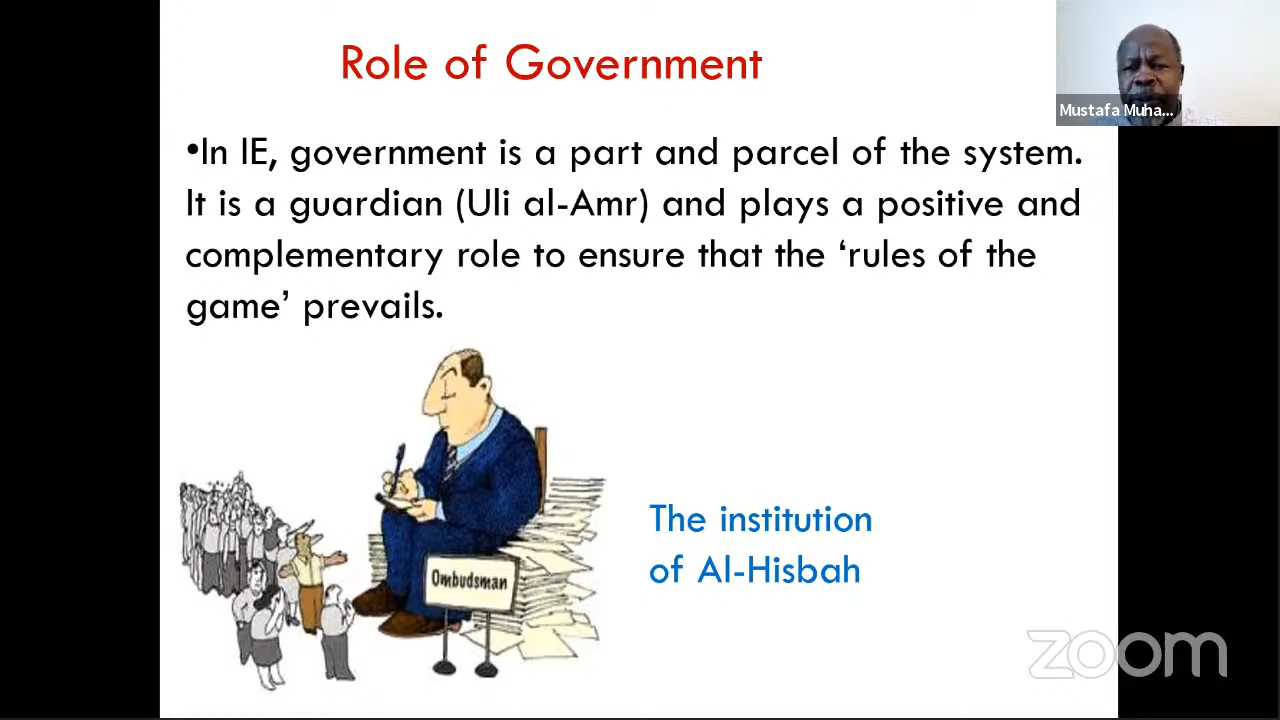 Role of Government
Mustafa Muha...
•In IE, government is a part and parcel of the system.
It is a guardian (Uli al-Amr) and plays a positive and
complementary role to ensure that the ‘rules of the
game’ prevails.
Ombudsman
The institution
of Al-Hisbah
zoom